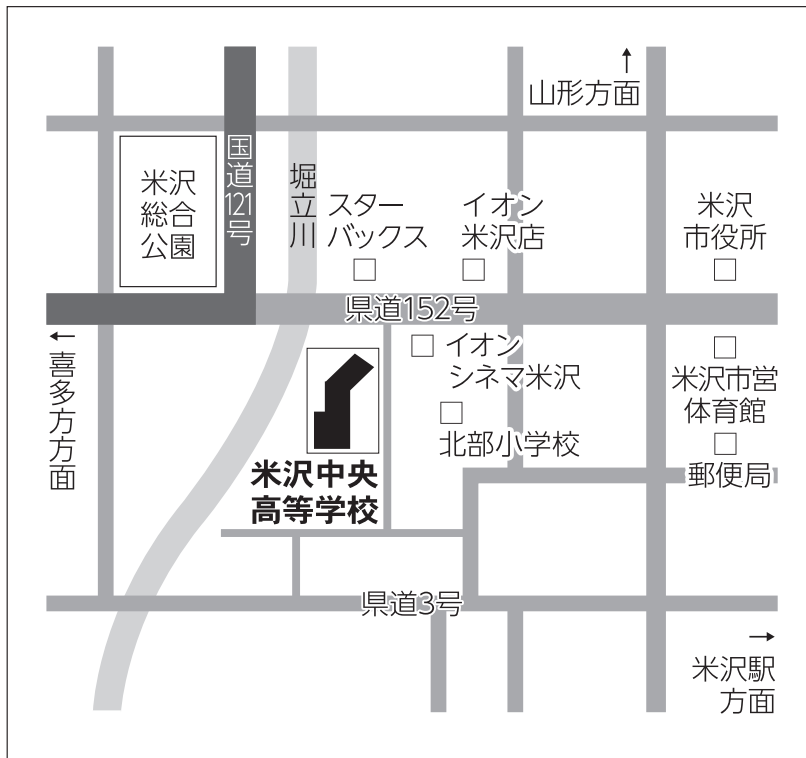 ↑
山形方面
米沢
総合
公園
国道121号
堀立川
スター
バックス
イオン
米沢店
米沢
市役所
県道152号
←
喜多方方面
イオン
シネマ米沢
米沢市営
体育館
北部小学校
郵便局
米沢中央
高等学校
県道3号
→
米沢駅
方面